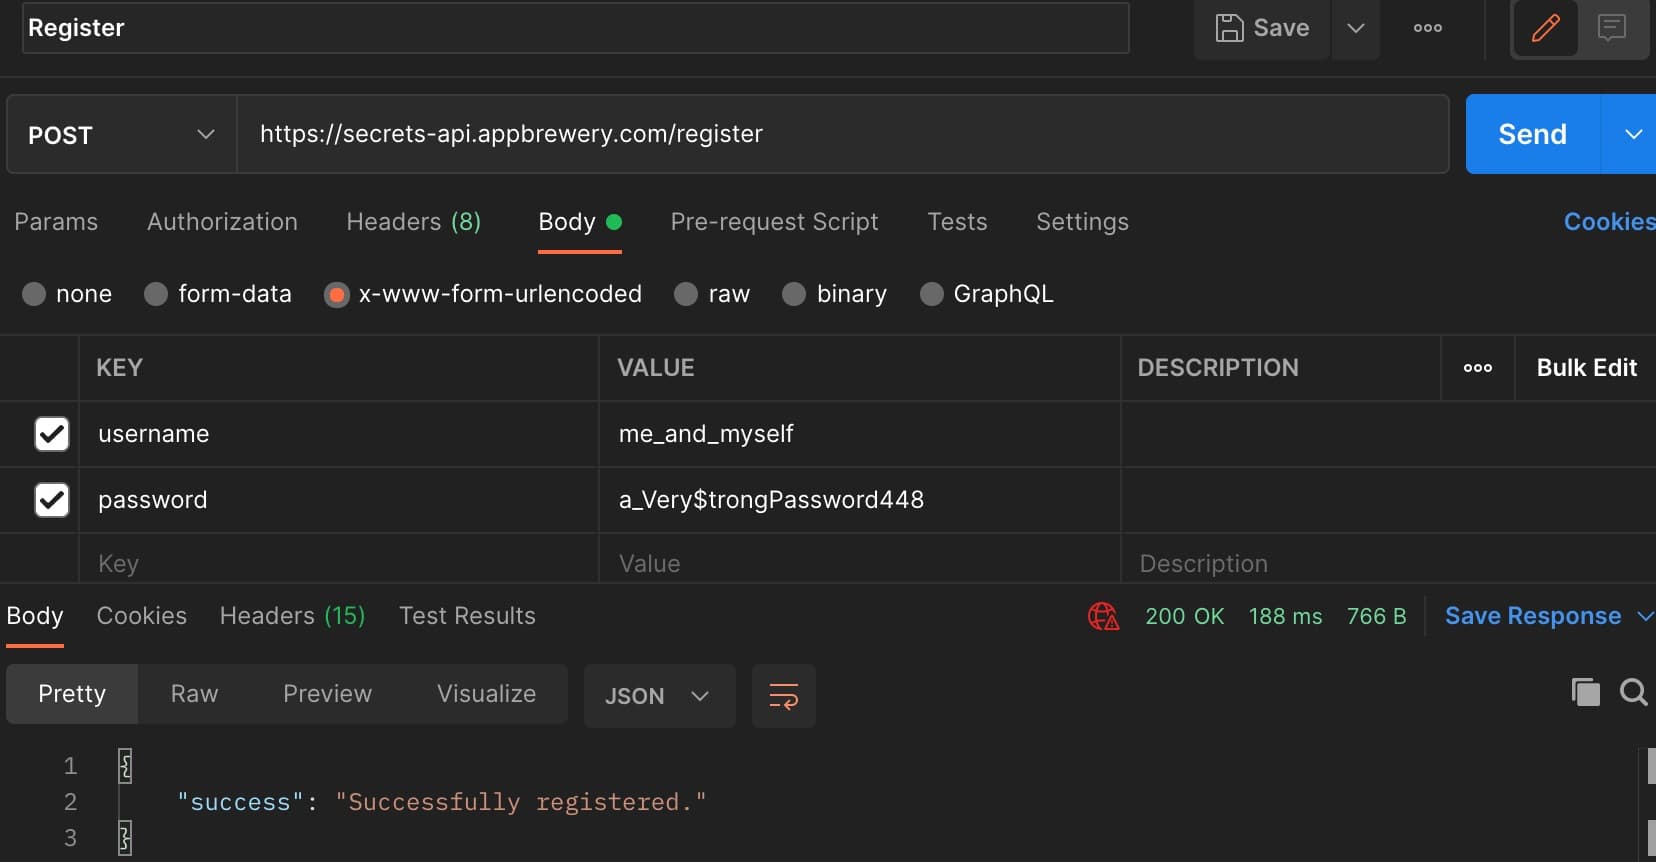 Register
Save
POST https://secrets-api.appbrewery.com/register Send
Params Authorization Headers (8) Body Pre-request Script Tests Settings Cookies
none form-data x-www-form-urlencoded raw binary GraphQL
KEY VALUE DESCRIPTION Bulk Edit
username me_and_myself
password a_Very$trongPassword448
Key Value Description
Body Cookies Headers (15) Test Results 200 OK 188 ms 766 B Save Response
Pretty Raw Preview Visualize JSON
1 {
2 "success": "Successfully registered."
3 }